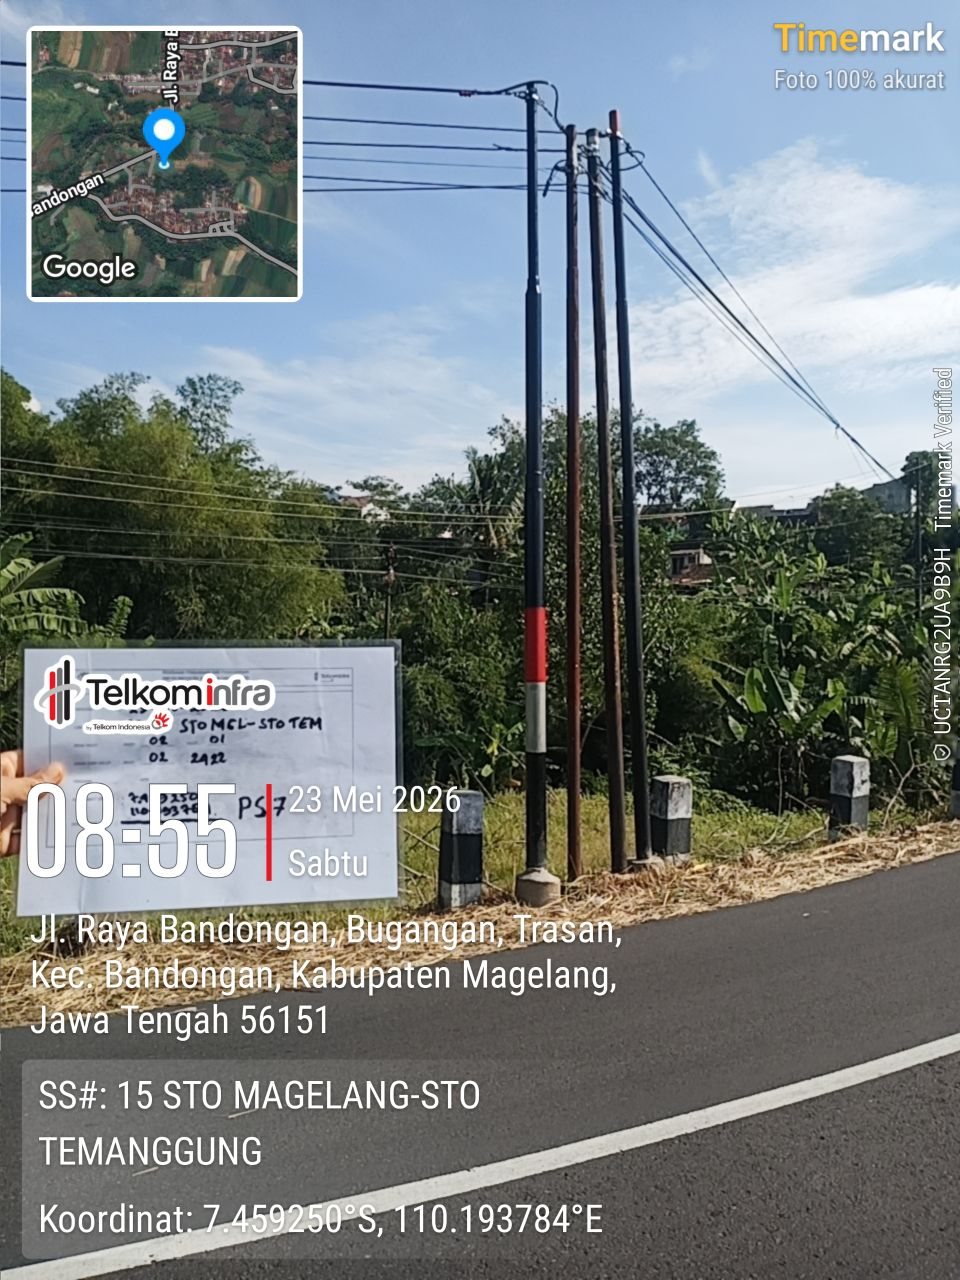 Timemark
Foto 100% akurat
Jl. Raya B
Bandongan
Google
Telkominfra
by Telkom Indonesia
STO MGL-STO TEM
02 01
02 2422
PS7
08:55
23 Mei 2026
Sabtu
Jl. Raya Bandongan, Bugangan, Trasan,
Kec. Bandongan, Kabupaten Magelang,
Jawa Tengah 56151
SS#: 15 STO MAGELANG-STO
TEMANGGUNG
Koordinat: 7.459250°S, 110.193784°E
UCIANRG2UA9B9H Timemark Verified